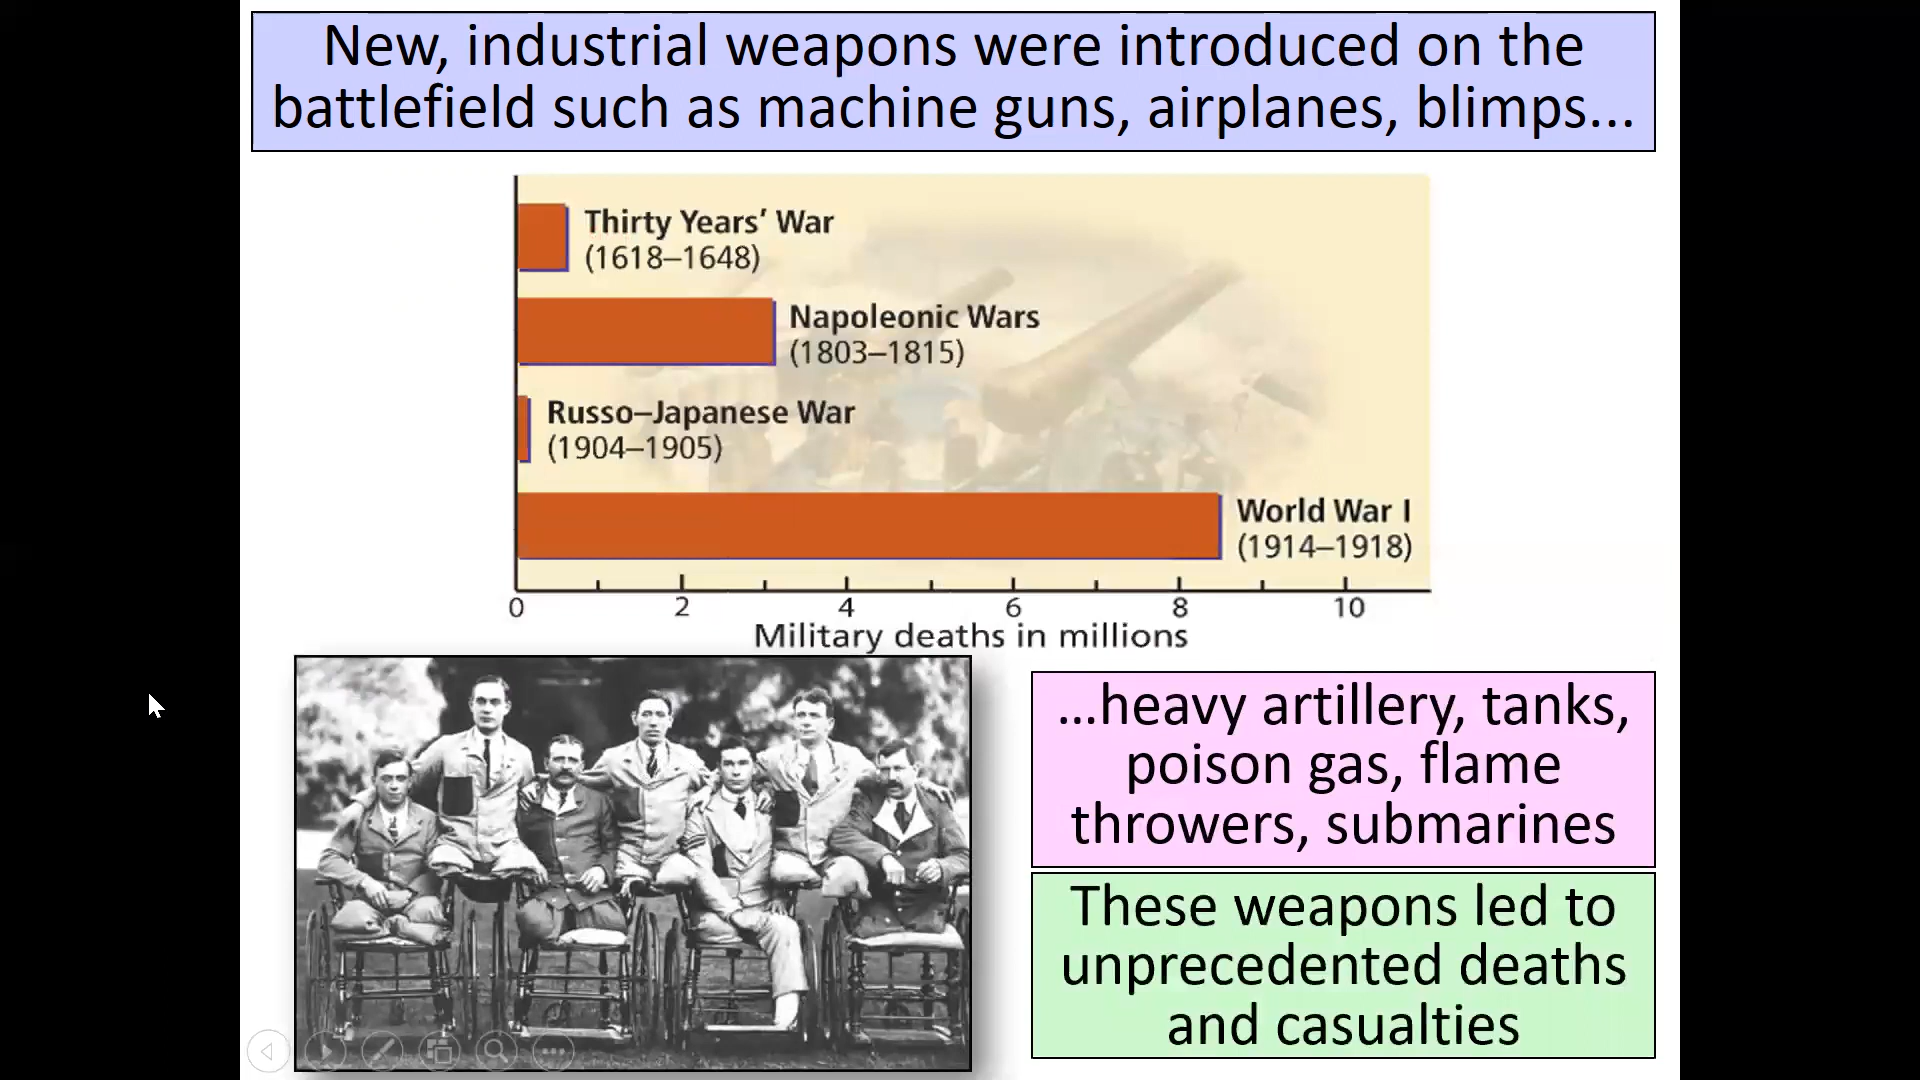 New, industrial weapons were introduced on the
battlefield such as machine guns, airplanes, blimps...
Thirty Years' War
(1618–1648)
Napoleonic Wars
(1803–1815)
Russo–Japanese War
(1904–1905)
World War I
(1914–1918)
0 2 4 6 8 10
Military deaths in millions
...heavy artillery, tanks,
poison gas, flame
throwers, submarines
These weapons led to
unprecedented deaths
and casualties